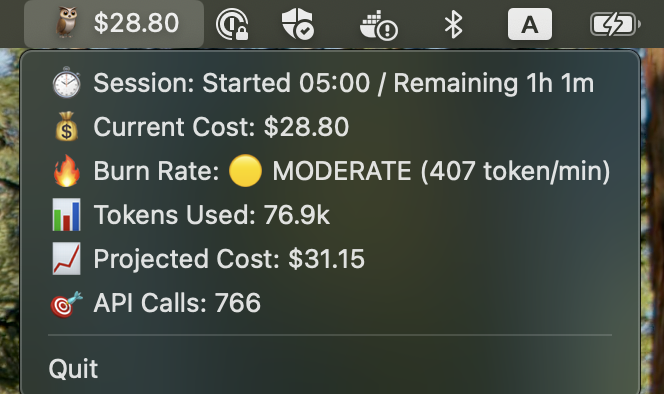 $28.80 A
Session: Started 05:00 / Remaining 1h 1m
Current Cost: $28.80
Burn Rate: MODERATE (407 token/min)
Tokens Used: 76.9k
Projected Cost: $31.15
API Calls: 766
Quit